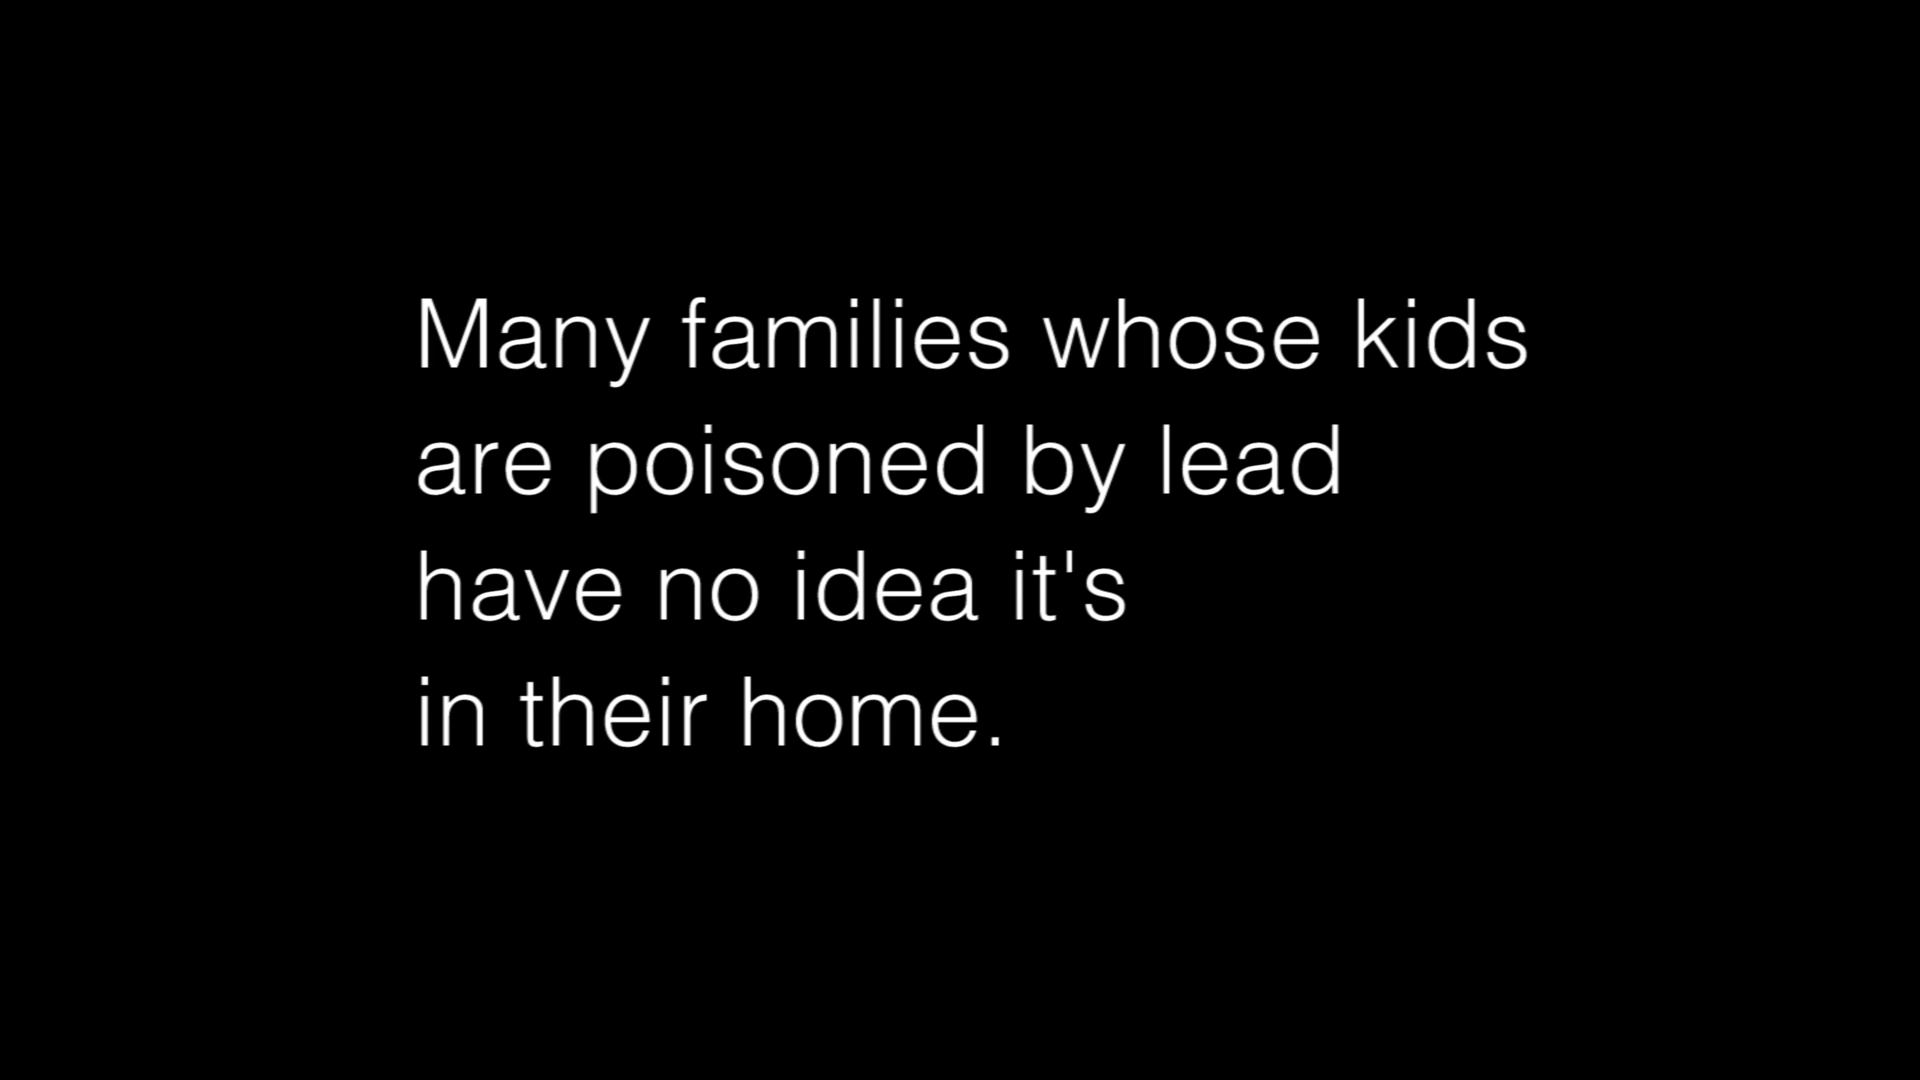 Many families whose kids
are poisoned by lead
have no idea it's
in their home.